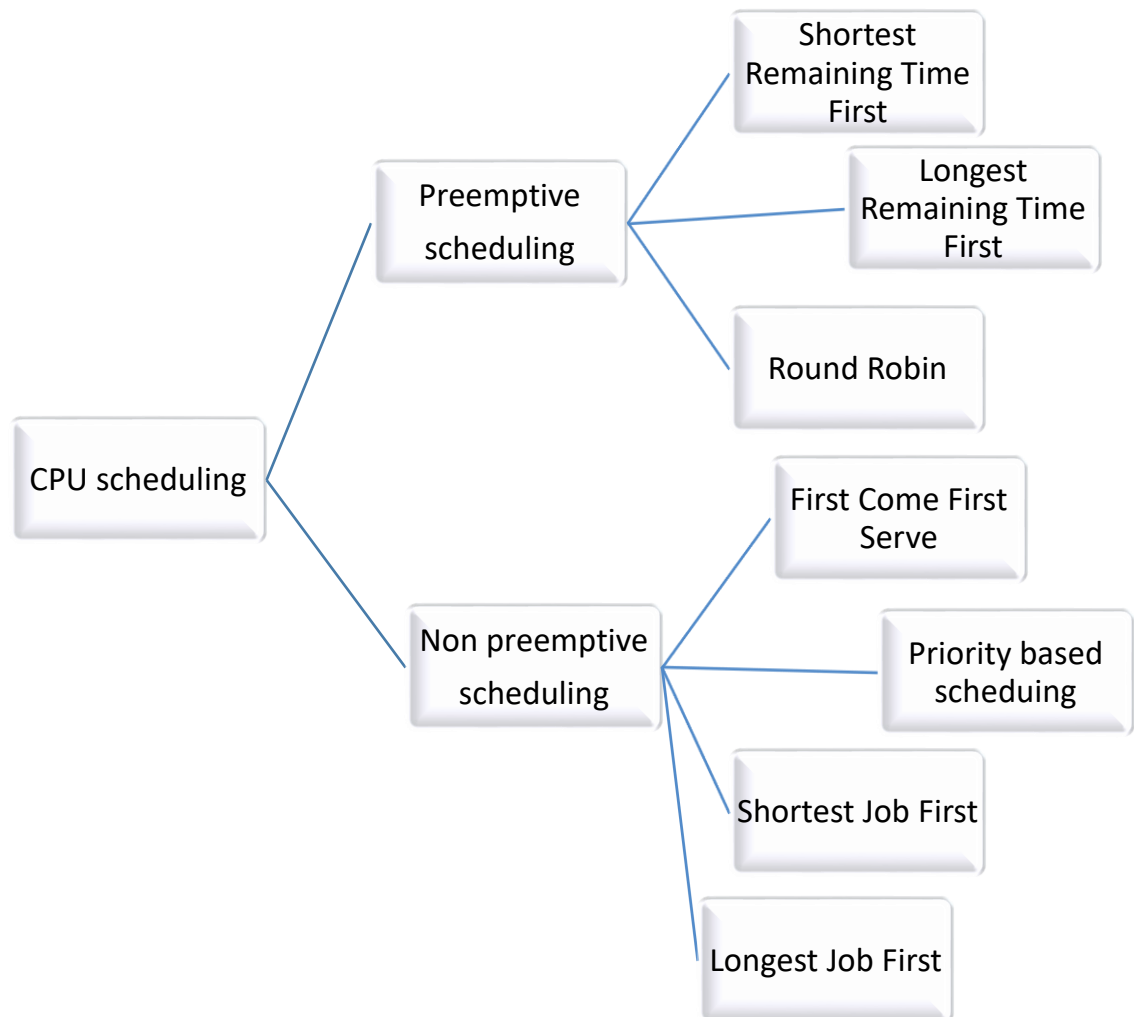 Shortest
Remaining Time
First
Preemptive
scheduling
Longest
Remaining Time
First
Round Robin
CPU scheduling
First Come First
Serve
Non preemptive
scheduling
Priority based
scheduing
Shortest Job First
Longest Job First